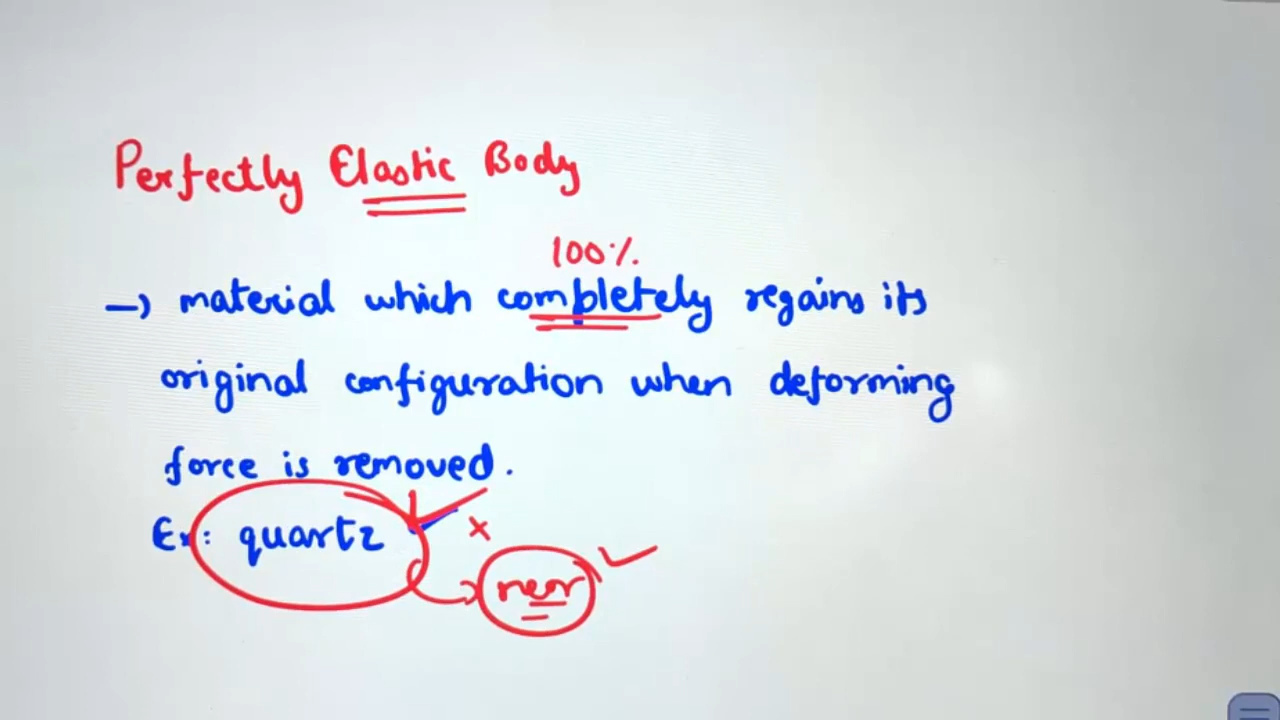 Perfectly Elastic Body
100%
→ material which completely regains its
original configuration when deforming
force is removed.
Ex: quartz
x
near